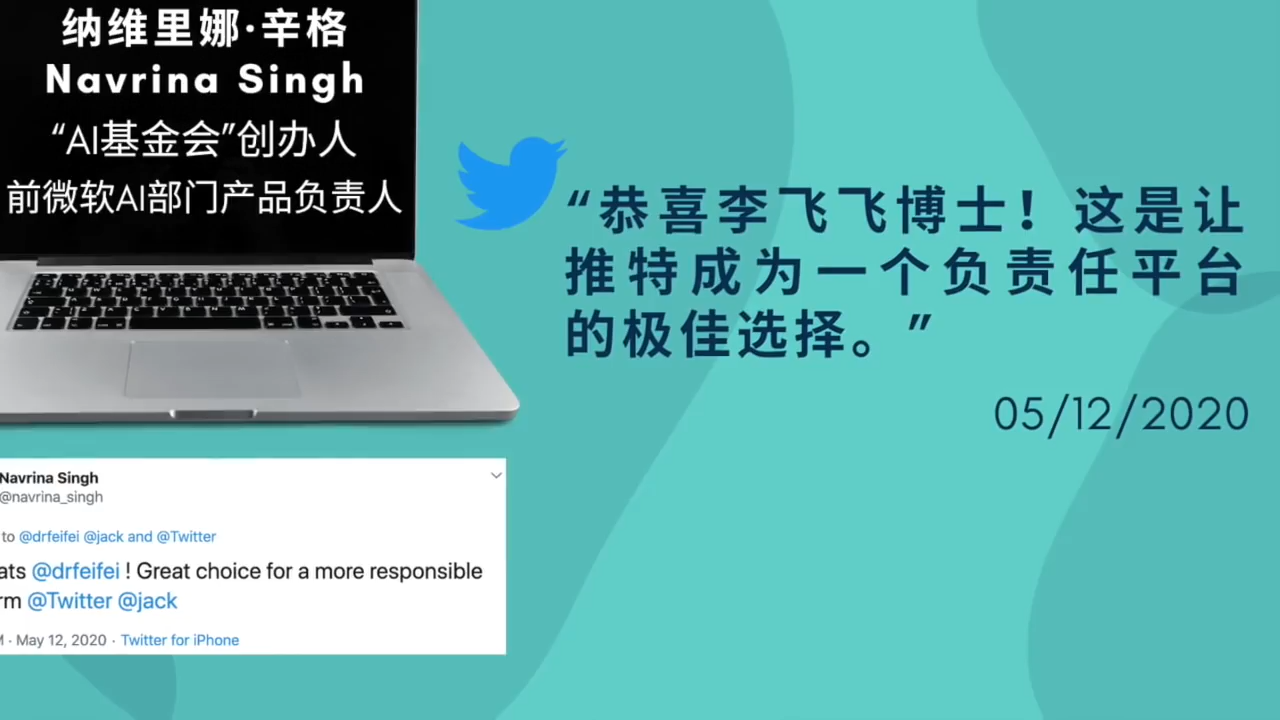 纳维里娜·辛格
Navrina Singh
“AI基金会”创办人
前微软AI部门产品负责人
“恭喜李飞飞博士！这是让
推特成为一个负责任平台
的极佳选择。”
05/12/2020
Navrina Singh
@navrina_singh
to @drfeifei @jack and @Twitter
@drfeifei ! Great choice for a more responsible
@Twitter @jack
· May 12, 2020 · Twitter for iPhone